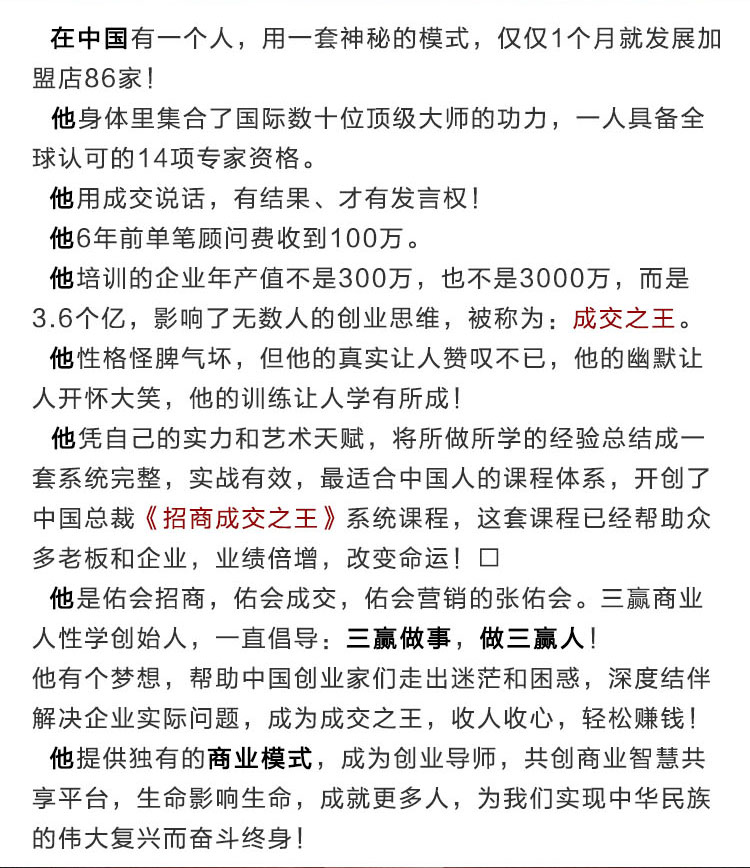 在中国有一个人，用一套神秘的模式，仅仅1个月就发展加
盟店86家！
他身体里集合了国际数十位顶级大师的功力，一人具备全
球认可的14项专家资格。
他用成交说话，有结果、才有发言权！
他6年前单笔顾问费收到100万。
他培训的企业年产值不是300万，也不是3000万，而是
3.6个亿，影响了无数人的创业思维，被称为：成交之王。
他性格怪脾气坏，但他的真实让人赞叹不已，他的幽默让
人开怀大笑，他的训练让人学有所成！
他凭自己的实力和艺术天赋，将所做所学的经验总结成一
套系统完整，实战有效，最适合中国人的课程体系，开创了
中国总裁《招商成交之王》系统课程，这套课程已经帮助众
多老板和企业，业绩倍增，改变命运！□
他是佑会招商，佑会成交，佑会营销的张佑会。三赢商业
人性学创始人，一直倡导：三赢做事，做三赢人！
他有个梦想，帮助中国创业家们走出迷茫和困惑，深度结伴
解决企业实际问题，成为成交之王，收人收心，轻松赚钱！
他提供独有的商业模式，成为创业导师，共创商业智慧共
享平台，生命影响生命，成就更多人，为我们实现中华民族
的伟大复兴而奋斗终身！